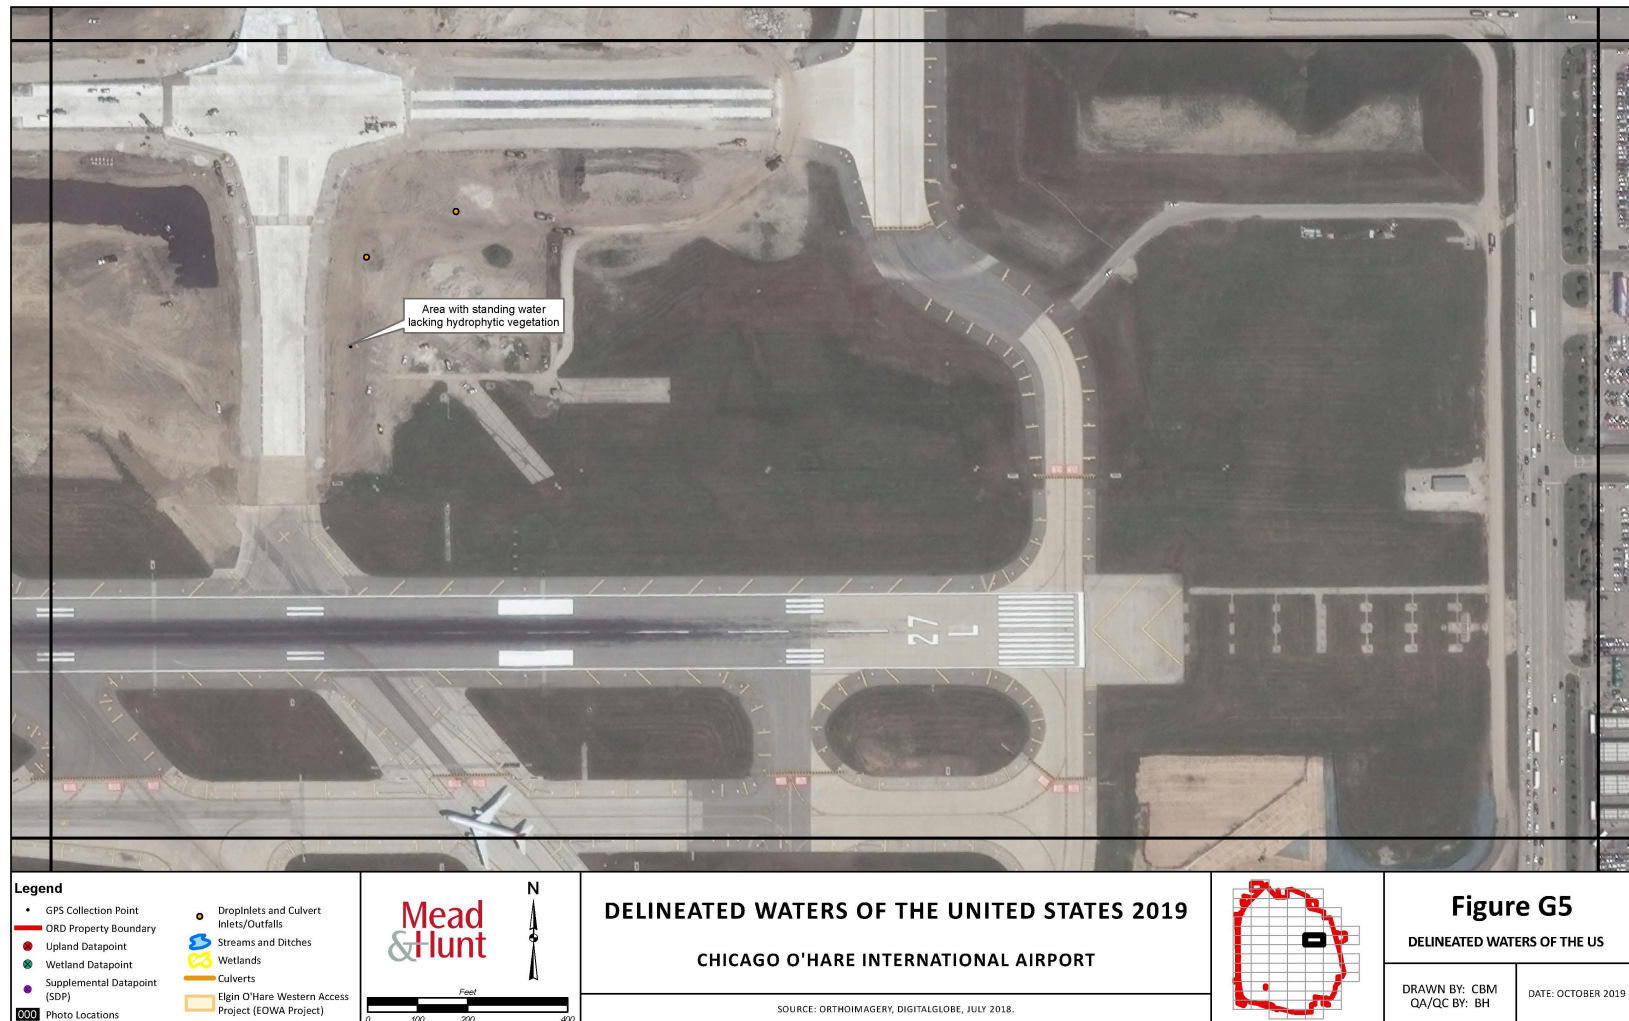 Area with standing water
lacking hydrophytic vegetation
27
L
Legend
GPS Collection Point
ORD Property Boundary
Upland Datapoint
Wetland Datapoint
Supplemental Datapoint
(SDP)
000 Photo Locations
DropInlets and Culvert
Inlets/Outfalls
Streams and Ditches
Wetlands
Culverts
Elgin O'Hare Western Access
Project (EOWA Project)
Mead
&Hunt
N
Feet
0 100 200 400
DELINEATED WATERS OF THE UNITED STATES 2019
CHICAGO O'HARE INTERNATIONAL AIRPORT
SOURCE: ORTHOIMAGERY, DIGITALGLOBE, JULY 2018.
Figure G5
DELINEATED WATERS OF THE US
DRAWN BY: CBM
QA/QC BY: BH
DATE: OCTOBER 2019